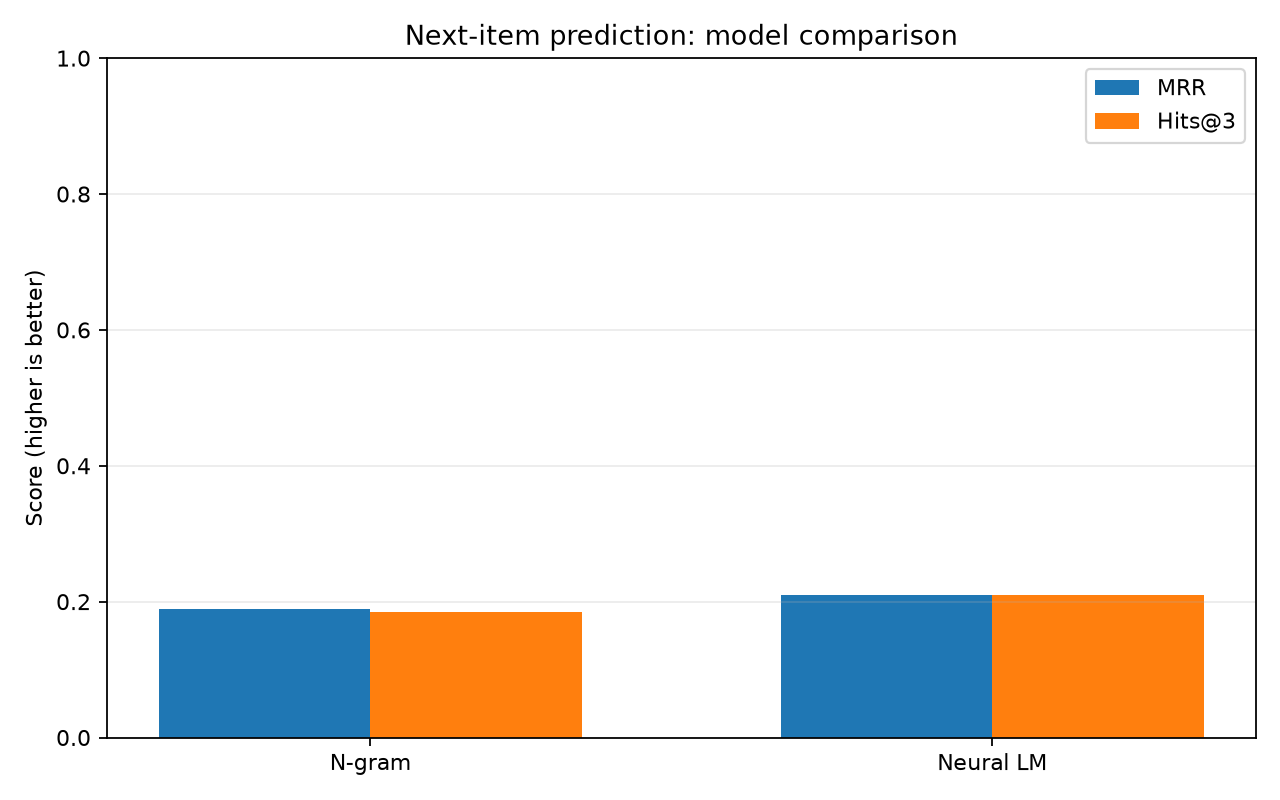 Next-item prediction: model comparison
MRR
Hits@3
Score (higher is better)
1.0
0.8
0.6
0.4
0.2
0.0
N-gram
Neural LM